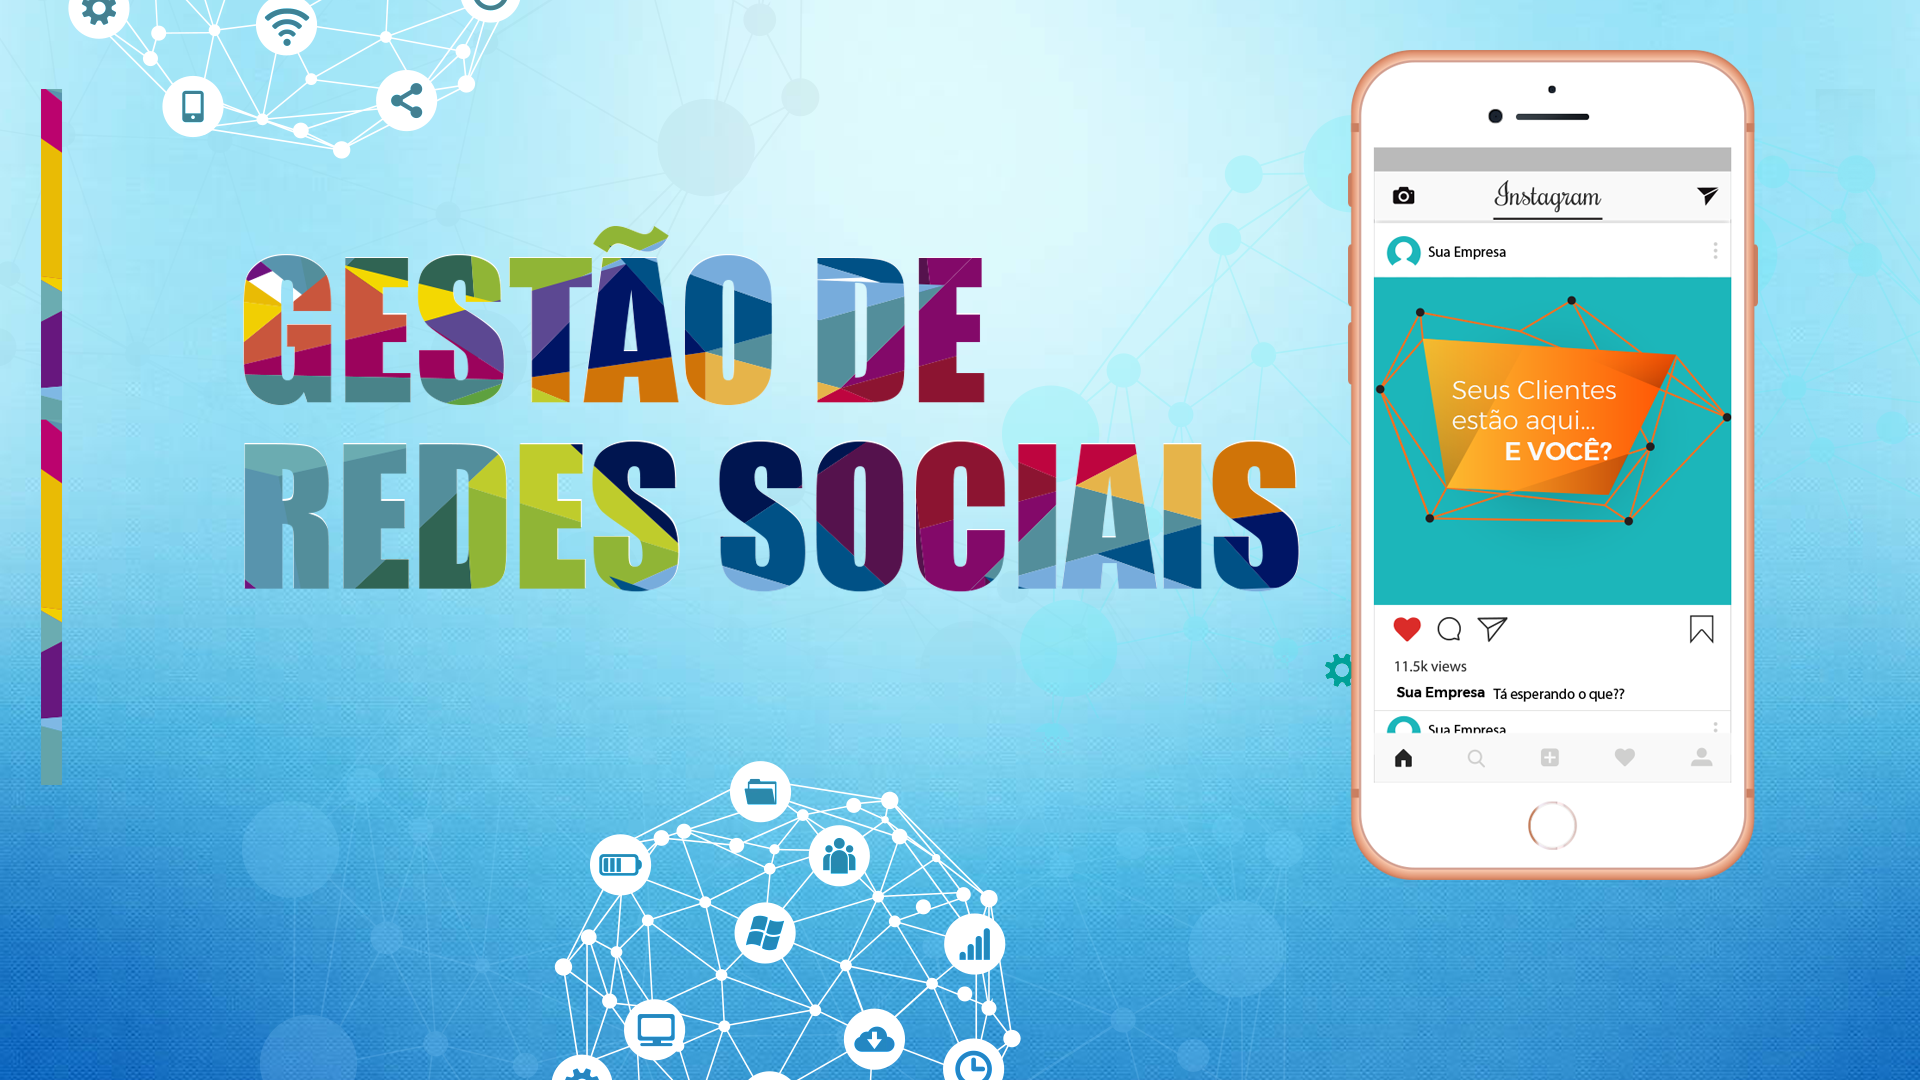 GESTÃO DE
REDES SOCIAIS
Instagram
Sua Empresa
Seus Clientes
estão aqui...
E VOCÊ?
11.5k views
Sua Empresa Tá esperando o que??
Sua Empresa